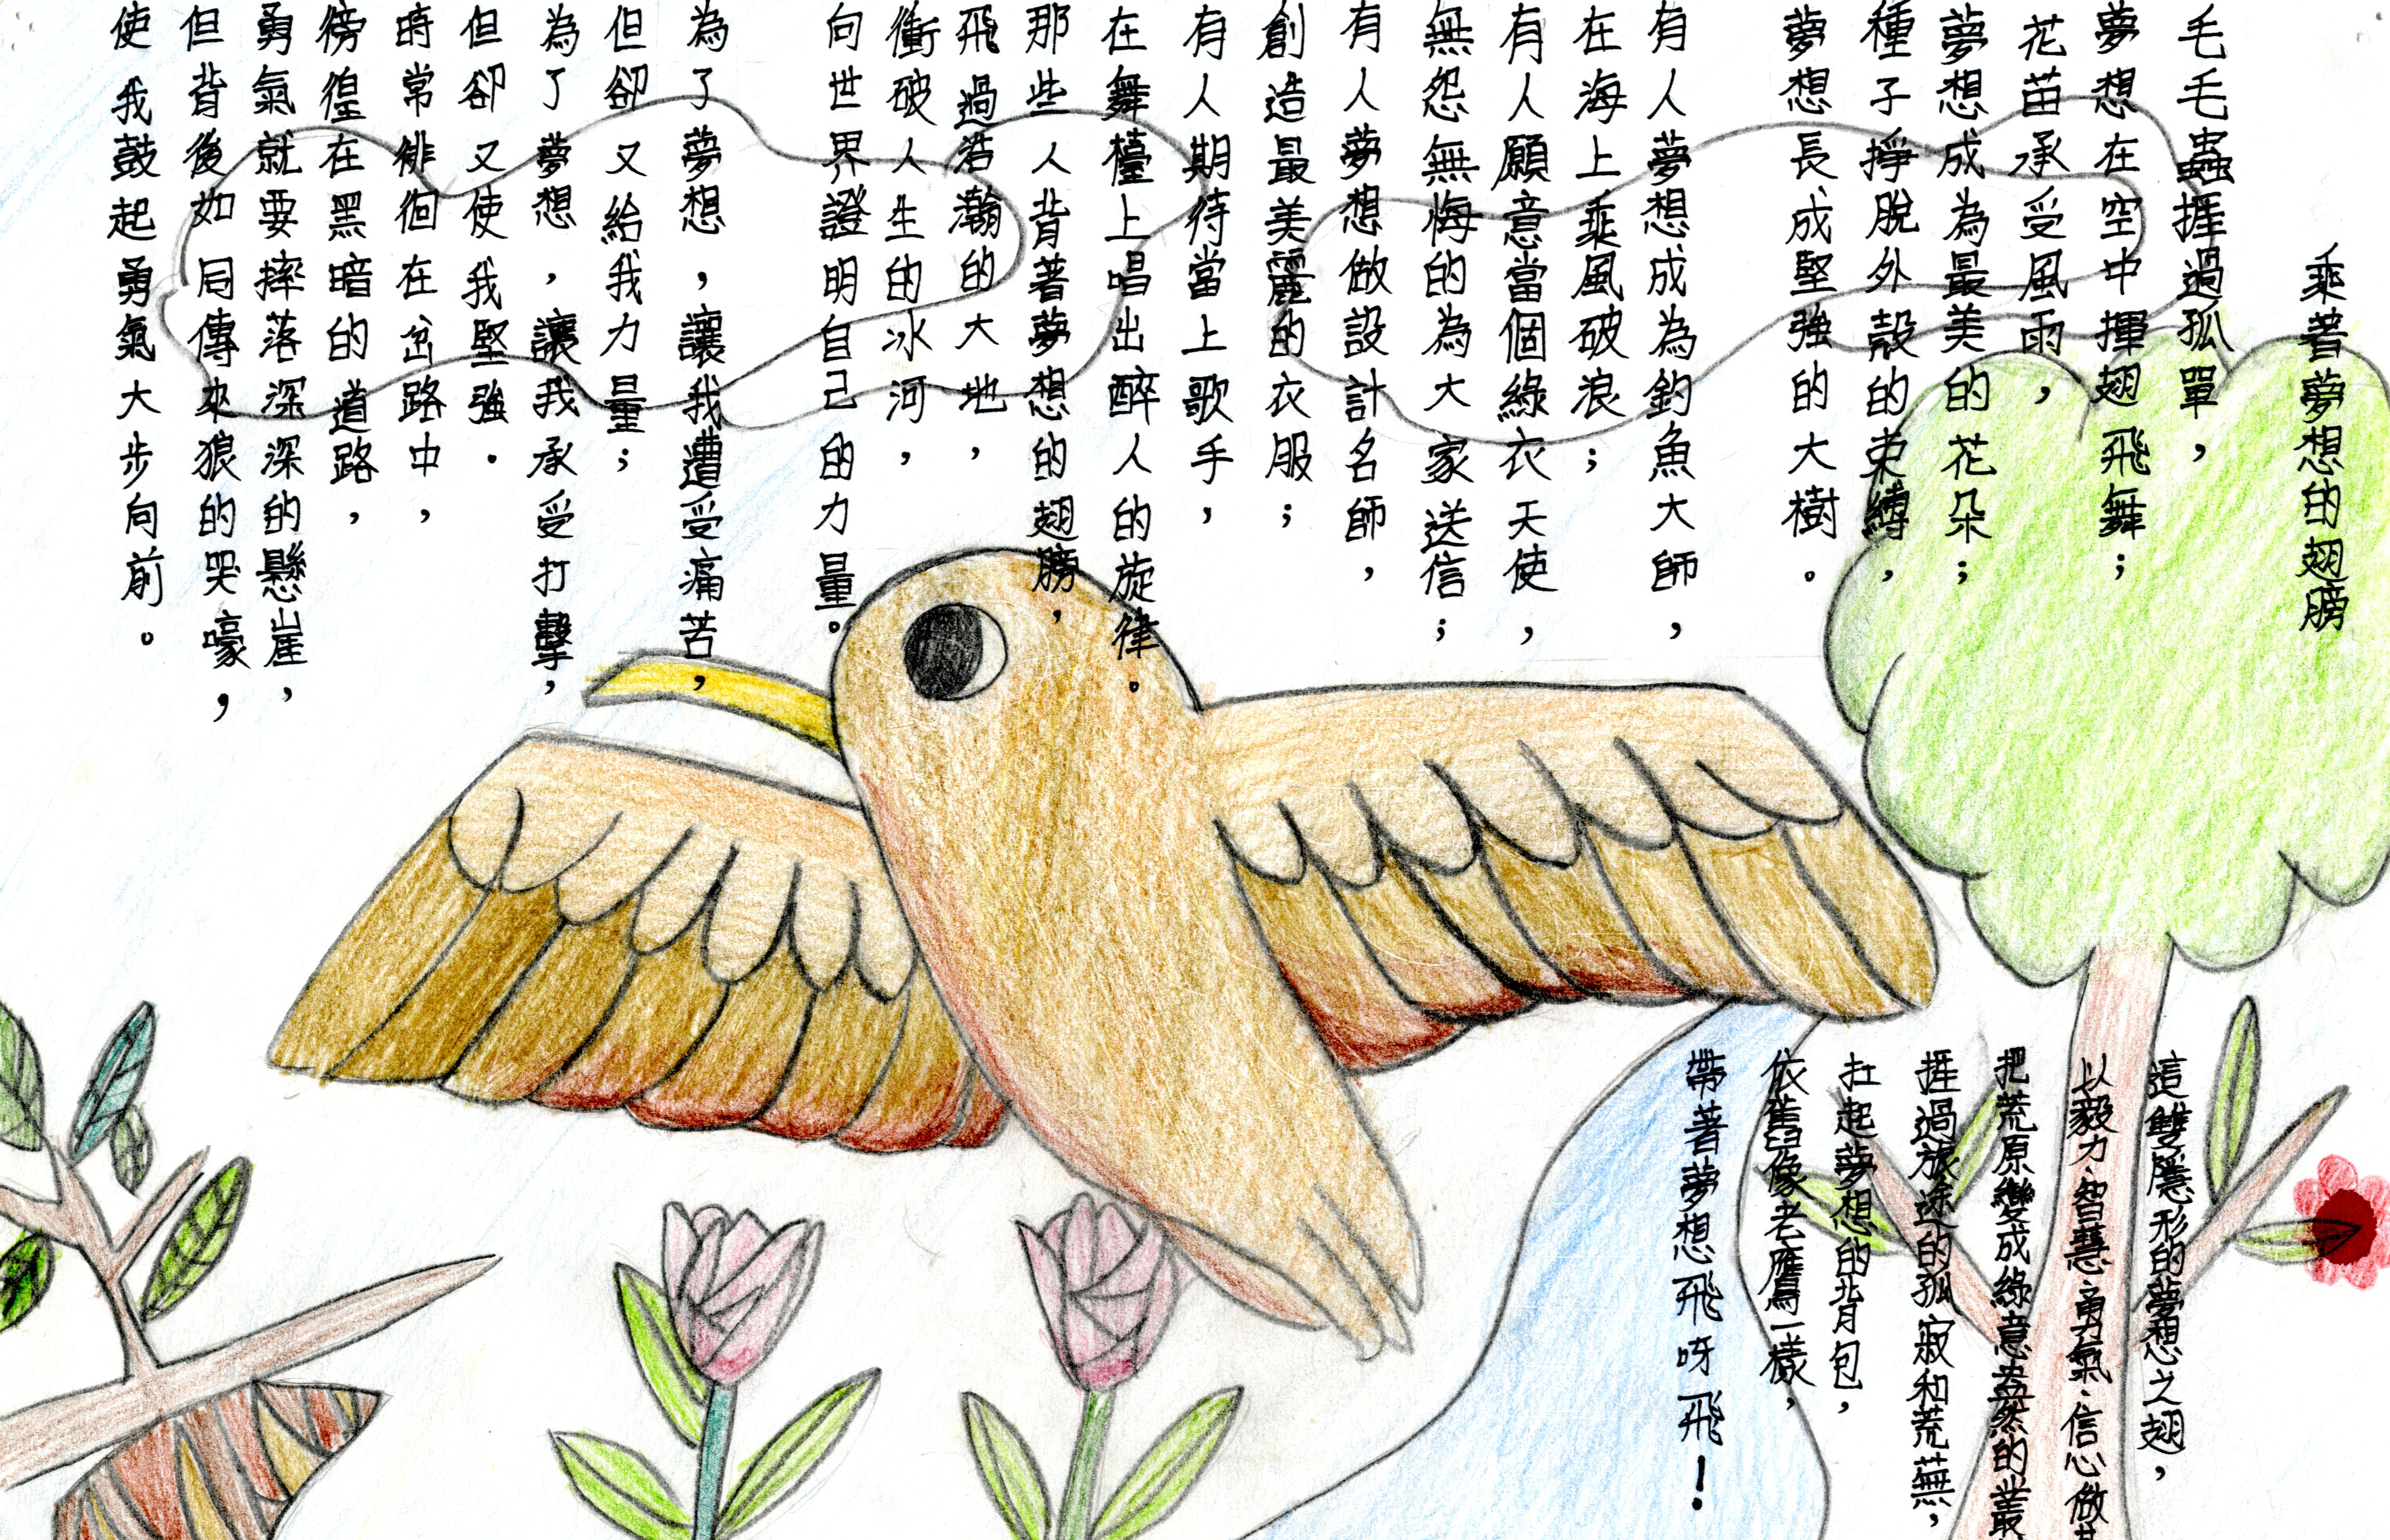 乘著夢想的翅膀
毛毛蟲捱過孤單，
夢想在空中揮翅飛舞；
花苗承受風雨，
夢想成為最美的花朵；
種子掙脫外殼的束縛，
夢想長成堅強的大樹。
有人夢想成為釣魚大師，
在海上乘風破浪；
有人願意當個綠衣天使，
無怨無悔的為大家送信；
有人夢想做設計名師，
創造最美麗的衣服；
有人期待當上歌手，
在舞檯上唱出醉人的旋律。
那些人背著夢想的翅膀，
飛過浩瀚的大地，
衝破人生的冰河，
向世界證明自己的力量。
為了夢想，讓我遭受痛苦，
但卻又給我力量；
為了夢想，讓我承受打擊，
但卻又使我堅強．
時常徘徊在岔路中，
徬徨在黑暗的道路，
勇氣就要摔落深深的懸崖，
但背後如同傳來狼的哭嚎，
使我鼓起勇氣大步向前。
這雙隱形的夢想之翅，
以毅力、智慧、勇氣、信心做
把荒原變成綠意盎然的叢
捱過旅途的孤寂和荒蕪，
扛起夢想的背包，
依舊像老鷹一樣，
帶著夢想飛呀飛！